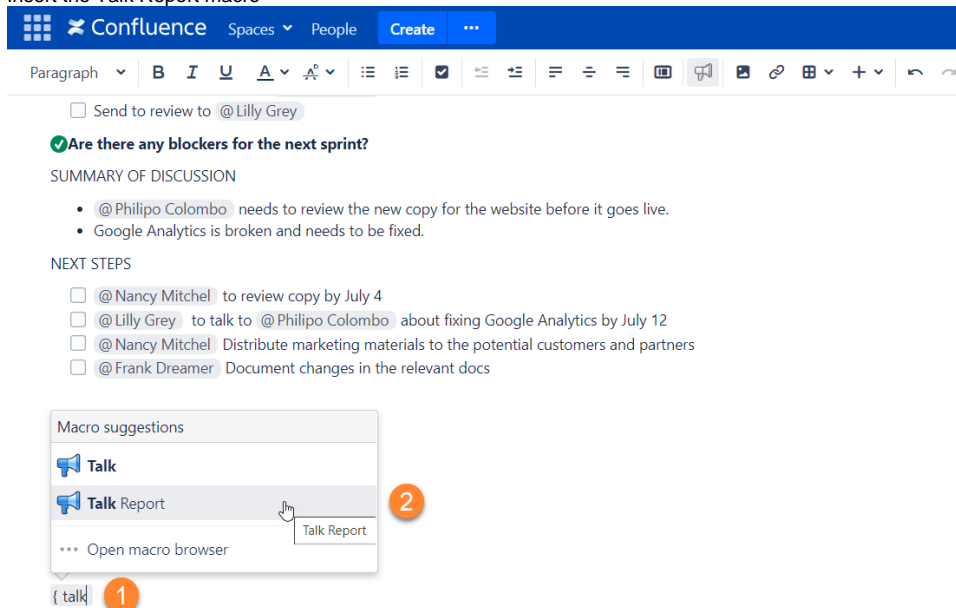 Insert the Talk Report macro
Confluence Spaces People Create ...
Paragraph B I U A A
Send to review to @Lilly Grey
Are there any blockers for the next sprint?
SUMMARY OF DISCUSSION
• @Philipo Colombo needs to review the new copy for the website before it goes live.
• Google Analytics is broken and needs to be fixed.
NEXT STEPS
@Nancy Mitchel to review copy by July 4
@Lilly Grey to talk to @Philipo Colombo about fixing Google Analytics by July 12
@Nancy Mitchel Distribute marketing materials to the potential customers and partners
@Frank Dreamer Document changes in the relevant docs
Macro suggestions
Talk
Talk Report
2
Talk Report
... Open macro browser
{ talk
1